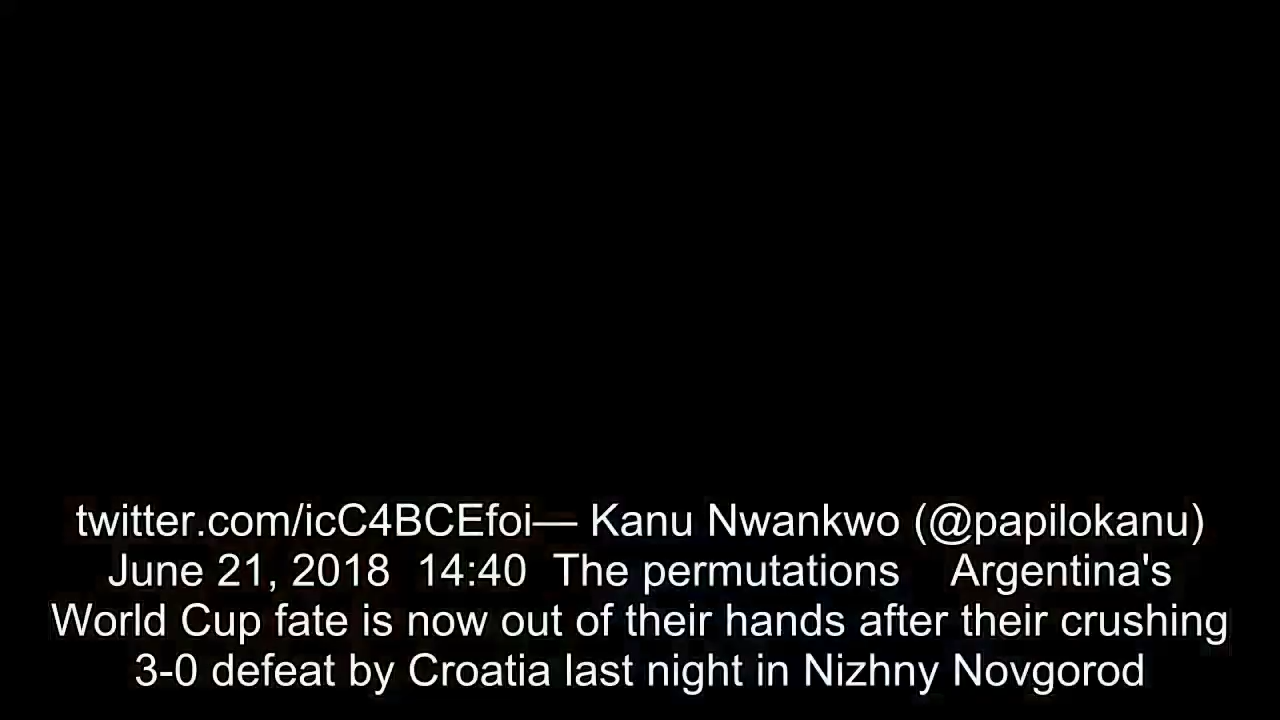 twitter.com/icC4BCEfoi— Kanu Nwankwo (@papilokanu)
June 21, 2018  14:40  The permutations    Argentina's
World Cup fate is now out of their hands after their crushing
3-0 defeat by Croatia last night in Nizhny Novgorod